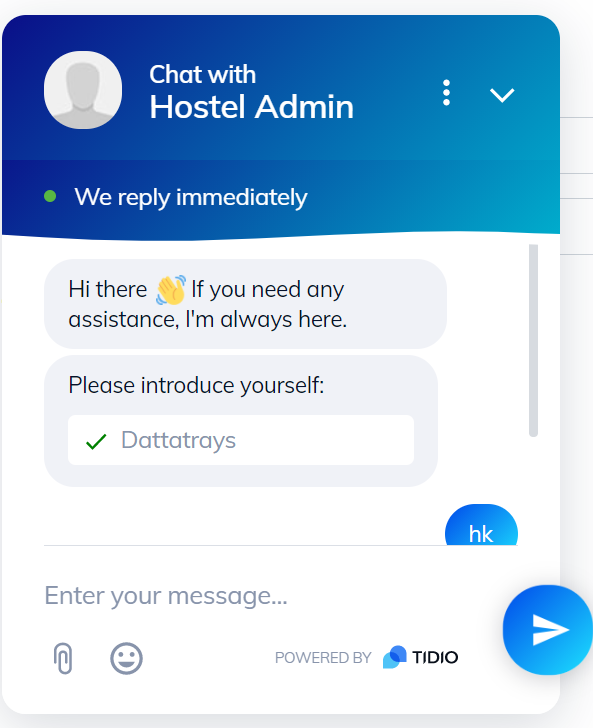 Chat with
Hostel Admin
We reply immediately
Hi there 👋 If you need any
assistance, I'm always here.
Please introduce yourself:
Dattatrays
hk
Enter your message...
POWERED BY TIDIO